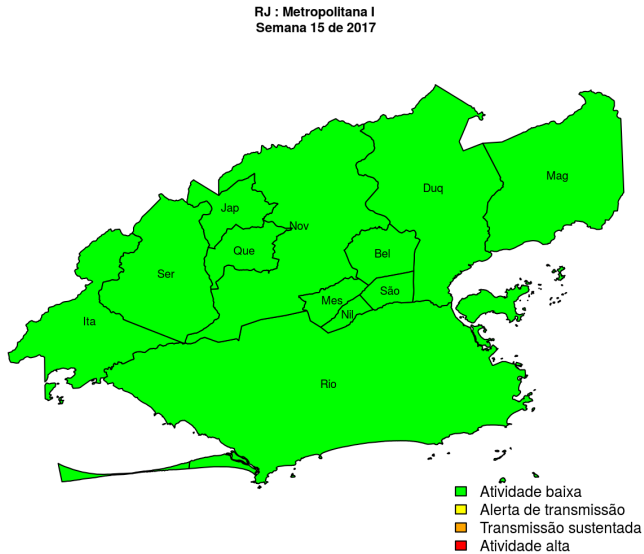 RJ : Metropolitana I
Semana 15 de 2017
Mag
Duq
Jap
Nov
Que
Bel
Ser
São
Mes
Nil
Ita
Rio
Atividade baixa
Alerta de transmissão
Transmissão sustentada
Atividade alta